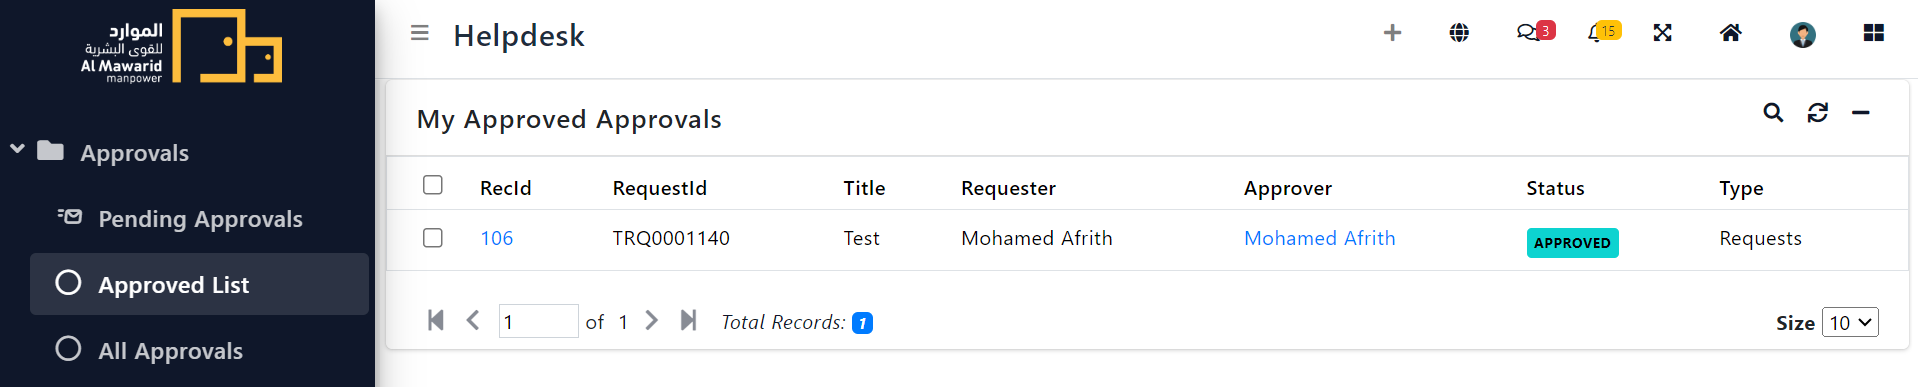 الموارد
للقوى البشرية
Al Mawarid
manpower
Approvals
Pending Approvals
Approved List
All Approvals
Helpdesk
3
15
My Approved Approvals
RecId RequestId Title Requester Approver Status Type
106 TRQ0001140 Test Mohamed Afrith Mohamed Afrith APPROVED Requests
1 of 1 Total Records: 1
Size 10